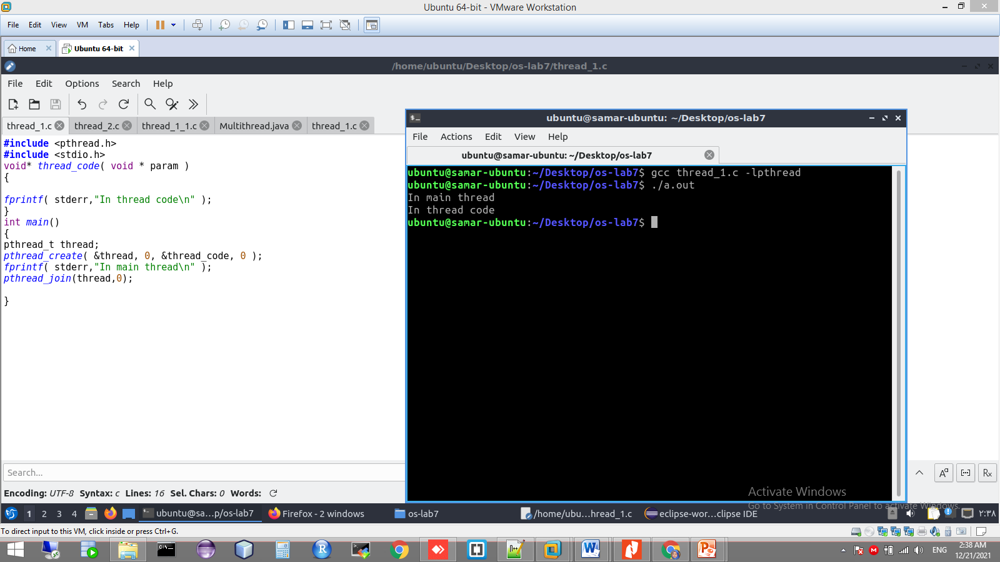 Ubuntu 64-bit - VMware Workstation
File Edit View VM Tabs Help
Home Ubuntu 64-bit
/home/ubuntu/Desktop/os-lab7/thread_1.c
File Edit Options Search Help
thread_1.c thread_2.c thread_1_1.c Multithread.java thread_1.c
#include <pthread.h>
#include <stdio.h>
void* thread_code( void * param )
{
fprintf( stderr,"In thread code\n" );
}
int main()
{
pthread_t thread;
pthread_create( &thread, 0, &thread_code, 0 );
fprintf( stderr,"In main thread\n" );
pthread_join(thread,0);
}
ubuntu@samar-ubuntu: ~/Desktop/os-lab7
File Actions Edit View Help
ubuntu@samar-ubuntu: ~/Desktop/os-lab7
ubuntu@samar-ubuntu:~/Desktop/os-lab7$ gcc thread_1.c -lpthread
ubuntu@samar-ubuntu:~/Desktop/os-lab7$ ./a.out
In main thread
In thread code
ubuntu@samar-ubuntu:~/Desktop/os-lab7$
Search...
Encoding: UTF-8 Syntax: c Lines: 16 Sel. Chars: 0 Words:
Activate Windows
Go to System in Control Panel to activate Windows.
1 2 3 4 ubuntu@sa...p/os-lab7 Firefox - 2 windows os-lab7 /home/ubu...hread_1.c eclipse-wor...clipse IDE ٢:٣٨
To direct input to this VM, click inside or press Ctrl+G.
ENG 2:38 AM
12/21/2021